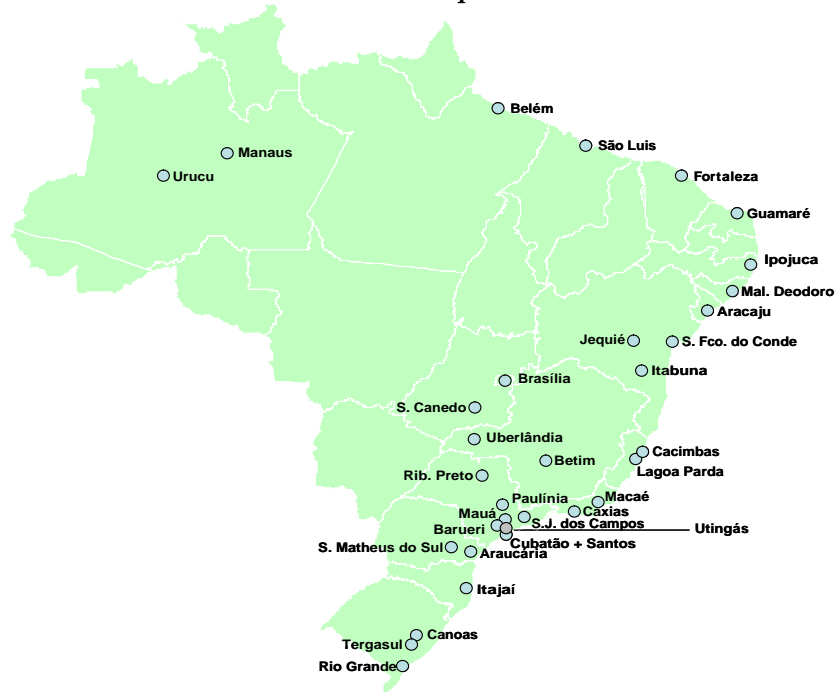 Belém
São Luis
Manaus
Urucu
Fortaleza
Guamaré
Ipojuca
Mal. Deodoro
Aracaju
Jequié
S. Fco. do Conde
Itabuna
Brasília
S. Canedo
Uberlândia
Cacimbas
Betim
Lagoa Parda
Rib. Preto
Paulínia
Macaé
Mauá
Caxias
S.J. dos Campos
Barueri
Utingás
Cubatão + Santos
S. Matheus do Sul
Araucária
Itajaí
Canoas
Tergasul
Rio Grande